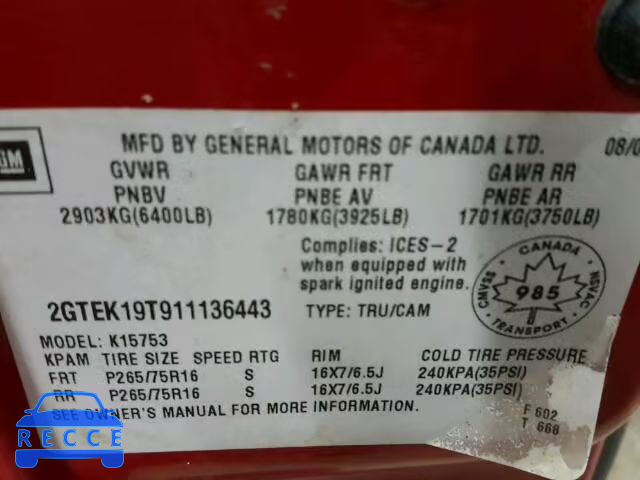 GM
MFD BY GENERAL MOTORS OF CANADA LTD. 08/0
GVWR GAWR FRT GAWR RR
PNBV PNBE AV PNBE AR
2903KG(6400LB) 1780KG(3925LB) 1701KG(3750LB)
Complies: ICES-2
when equipped with
spark ignited engine.
CANADA
CMVSS 985 NSVAC
TRANSPORT
2GTEK19T911136443 TYPE: TRU/CAM
MODEL: K15753
KPAM TIRE SIZE SPEED RTG RIM COLD TIRE PRESSURE
FRT P265/75R16 S 16X7/6.5J 240KPA(35PSI)
RR P265/75R16 S 16X7/6.5J 240KPA(35PSI)
SEE OWNER'S MANUAL FOR MORE INFORMATION.
F 602
T 668
RECCE